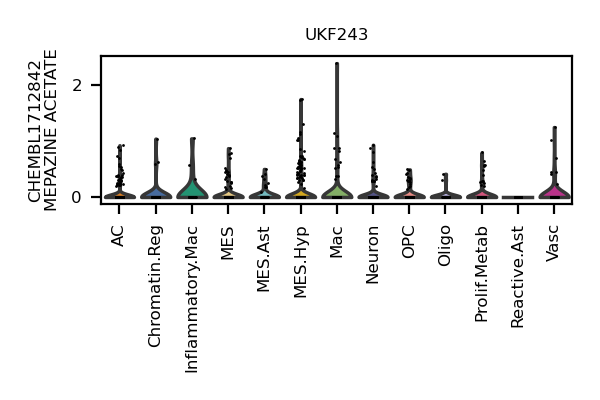 UKF243
CHEMBL1712842
MEPAZINE ACETATE
2
0
AC
Chromatin.Reg
Inflammatory.Mac
MES
MES.Ast
MES.Hyp
Mac
Neuron
OPC
Oligo
Prolif.Metab
Reactive.Ast
Vasc